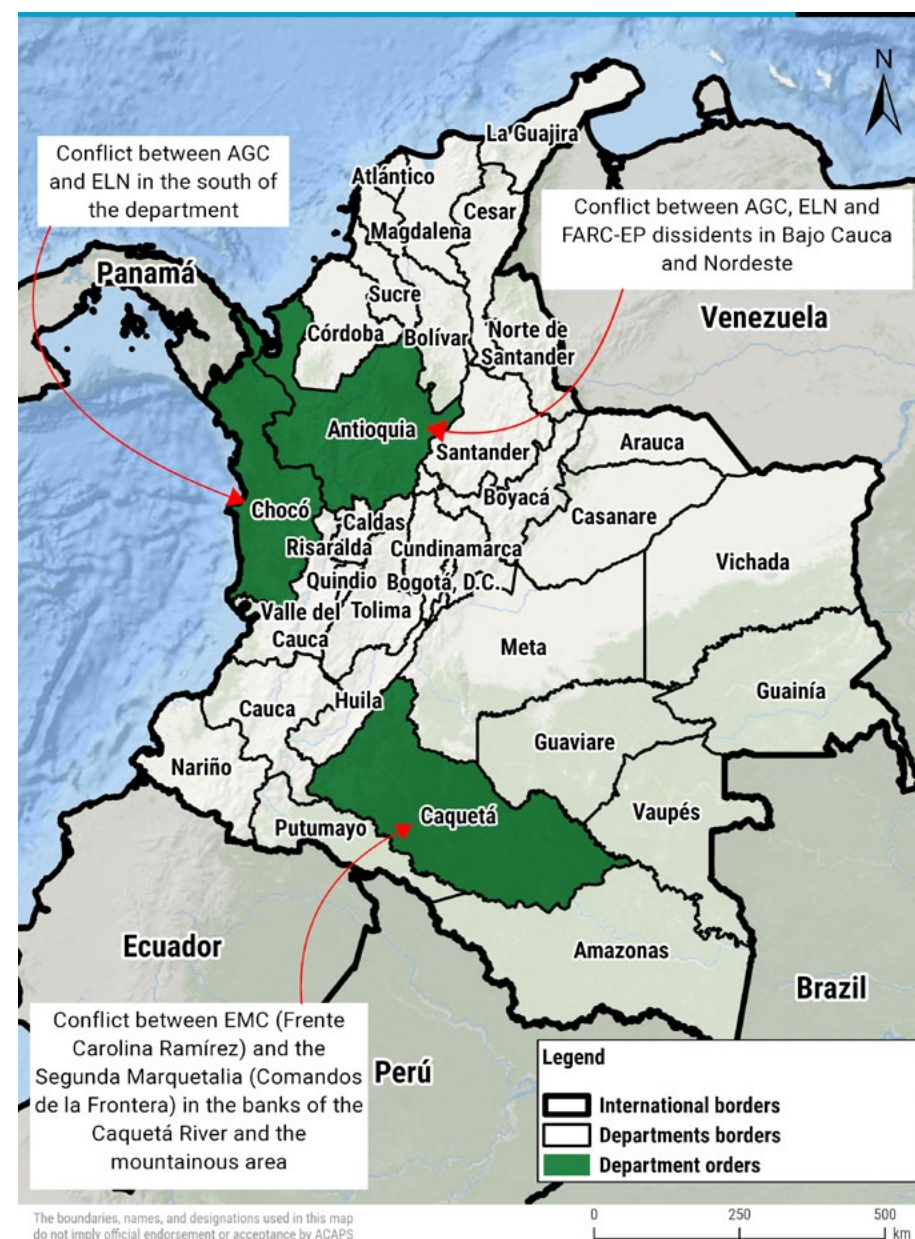 N
La Guajira
Conflict between AGC
and ELN in the south of
the department
Atlántico
Cesar
Magdalena
Conflict between AGC, ELN and
FARC-EP dissidents in Bajo Cauca
and Nordeste
Panamá
Sucre
Córdoba
Bolívar
Norte de
Santander
Venezuela
Antioquia
Santander
Arauca
Boyacá
Chocó
Caldas
Casanare
Risaralda
Cundinamarca
Vichada
Quindio
Bogotá, D.C.
Valle del
Cauca
Tolima
Meta
Guainía
Cauca
Huila
Guaviare
Nariño
Vaupés
Caquetá
Putumayo
Ecuador
Amazonas
Brazil
Conflict between EMC (Frente
Carolina Ramírez) and the
Segunda Marquetalia (Comandos
de la Frontera) in the banks of the
Caquetá River and the
mountainous area
Perú
Legend
International borders
Departments borders
Department orders
The boundaries, names, and designations used in this map
do not imply official endorsement or acceptance by ACAPS
0 250 500
km